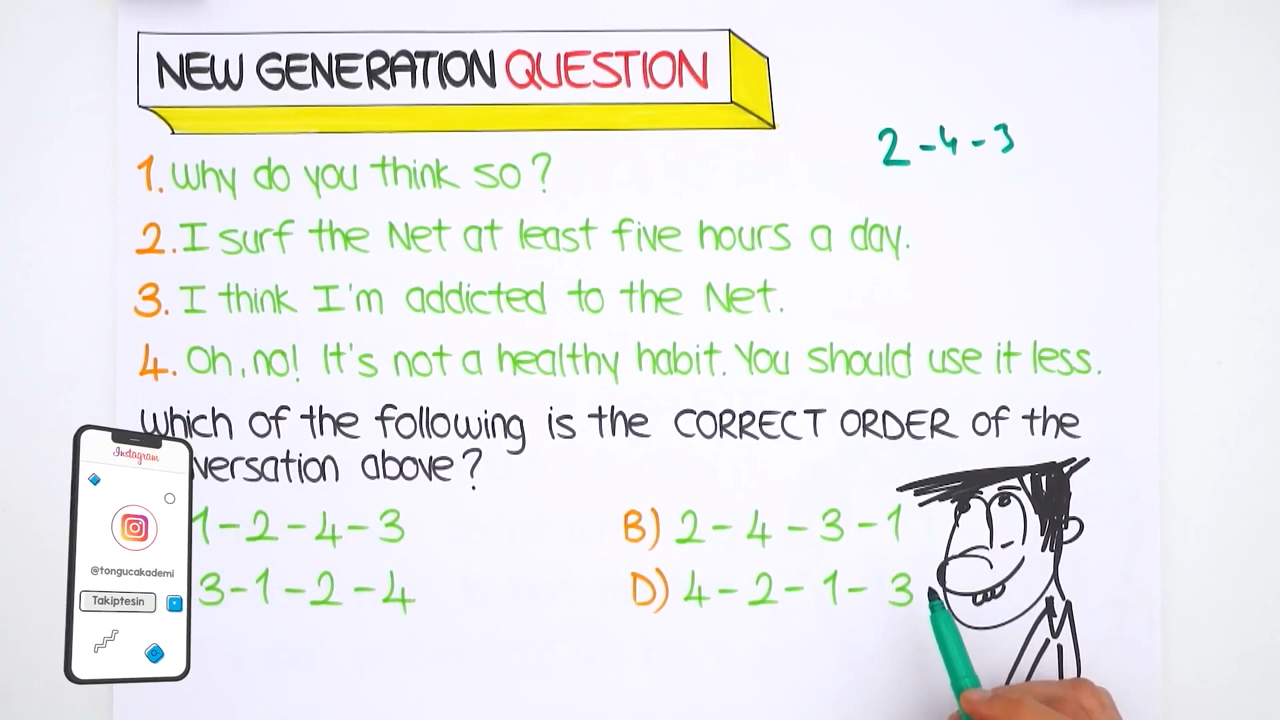 NEW GENERATION QUESTION
2-4-3
1. Why do you think so?
2. I surf the Net at least five hours a day.
3. I think I'm addicted to the Net.
4. Oh, no! It's not a healthy habit. You should use it less.
Which of the following is the CORRECT ORDER of the
versation above?
1-2-4-3
B) 2-4-3-1
3-1-2-4
D) 4-2-1-3
Instagram
@tongucakademi
Takiptesin